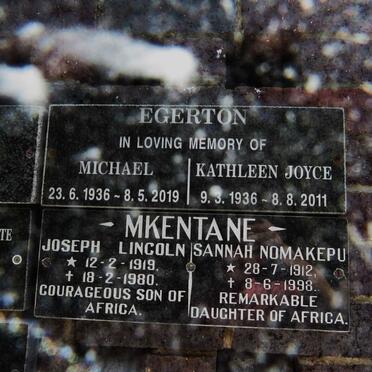 EGERTON
IN LOVING MEMORY OF
MICHAEL KATHLEEN JOYCE
23.6.1936 ~ 8.5.2019 9.3.1936 ~ 8.8.2011
MKENTANE
JOSEPH LINCOLN
★ 12-2-1919.
✝ 18-2-1980.
COURAGEOUS SON OF
AFRICA.
SANNAH NOMAKEPU
★ 28-7-1912.
✝ 8-6-1998.
REMARKABLE
DAUGHTER OF AFRICA.